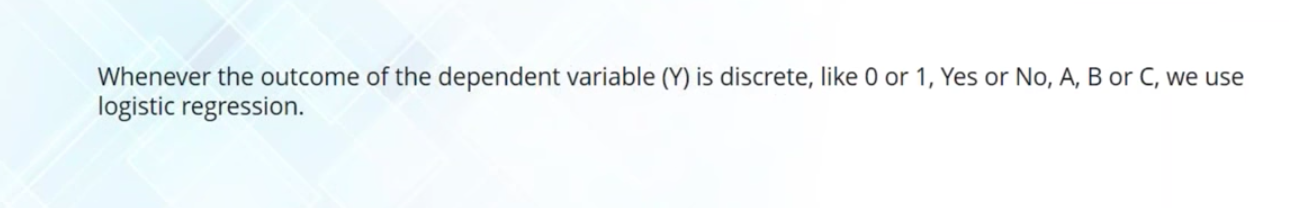 Whenever the outcome of the dependent variable (Y) is discrete, like 0 or 1, Yes or No, A, B or C, we use
logistic regression.